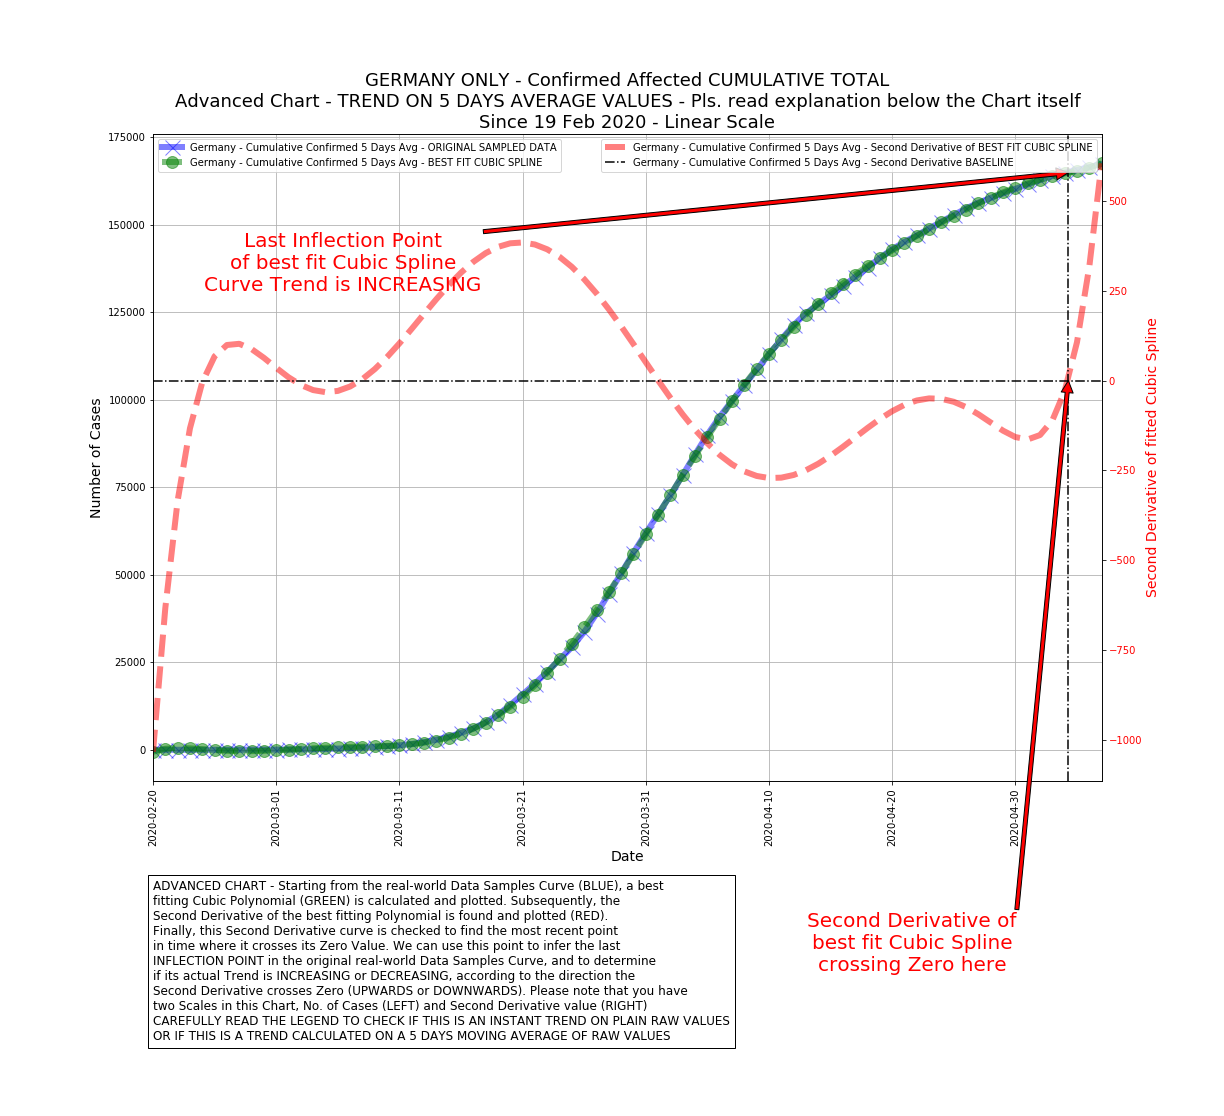 GERMANY ONLY - Confirmed Affected CUMULATIVE TOTAL
Advanced Chart - TREND ON 5 DAYS AVERAGE VALUES - Pls. read explanation below the Chart itself
Since 19 Feb 2020 - Linear Scale
Germany - Cumulative Confirmed 5 Days Avg - ORIGINAL SAMPLED DATA
Germany - Cumulative Confirmed 5 Days Avg - BEST FIT CUBIC SPLINE
Germany - Cumulative Confirmed 5 Days Avg - Second Derivative of BEST FIT CUBIC SPLINE
Germany - Cumulative Confirmed 5 Days Avg - Second Derivative BASELINE
Last Inflection Point
of best fit Cubic Spline
Curve Trend is INCREASING
Number of Cases
175000
150000
125000
100000
75000
50000
25000
0
500
250
0
−250
−500
−750
−1000
Second Derivative of fitted Cubic Spline
2020-02-20
2020-03-01
2020-03-11
2020-03-21
2020-03-31
2020-04-10
2020-04-20
2020-04-30
Date
Second Derivative of
best fit Cubic Spline
crossing Zero here
ADVANCED CHART - Starting from the real-world Data Samples Curve (BLUE), a best
fitting Cubic Polynomial (GREEN) is calculated and plotted. Subsequently, the
Second Derivative of the best fitting Polynomial is found and plotted (RED).
Finally, this Second Derivative curve is checked to find the most recent point
in time where it crosses its Zero Value. We can use this point to infer the last
INFLECTION POINT in the original real-world Data Samples Curve, and to determine
if its actual Trend is INCREASING or DECREASING, according to the direction the
Second Derivative crosses Zero (UPWARDS or DOWNWARDS). Please note that you have
two Scales in this Chart, No. of Cases (LEFT) and Second Derivative value (RIGHT)
CAREFULLY READ THE LEGEND TO CHECK IF THIS IS AN INSTANT TREND ON PLAIN RAW VALUES
OR IF THIS IS A TREND CALCULATED ON A 5 DAYS MOVING AVERAGE OF RAW VALUES